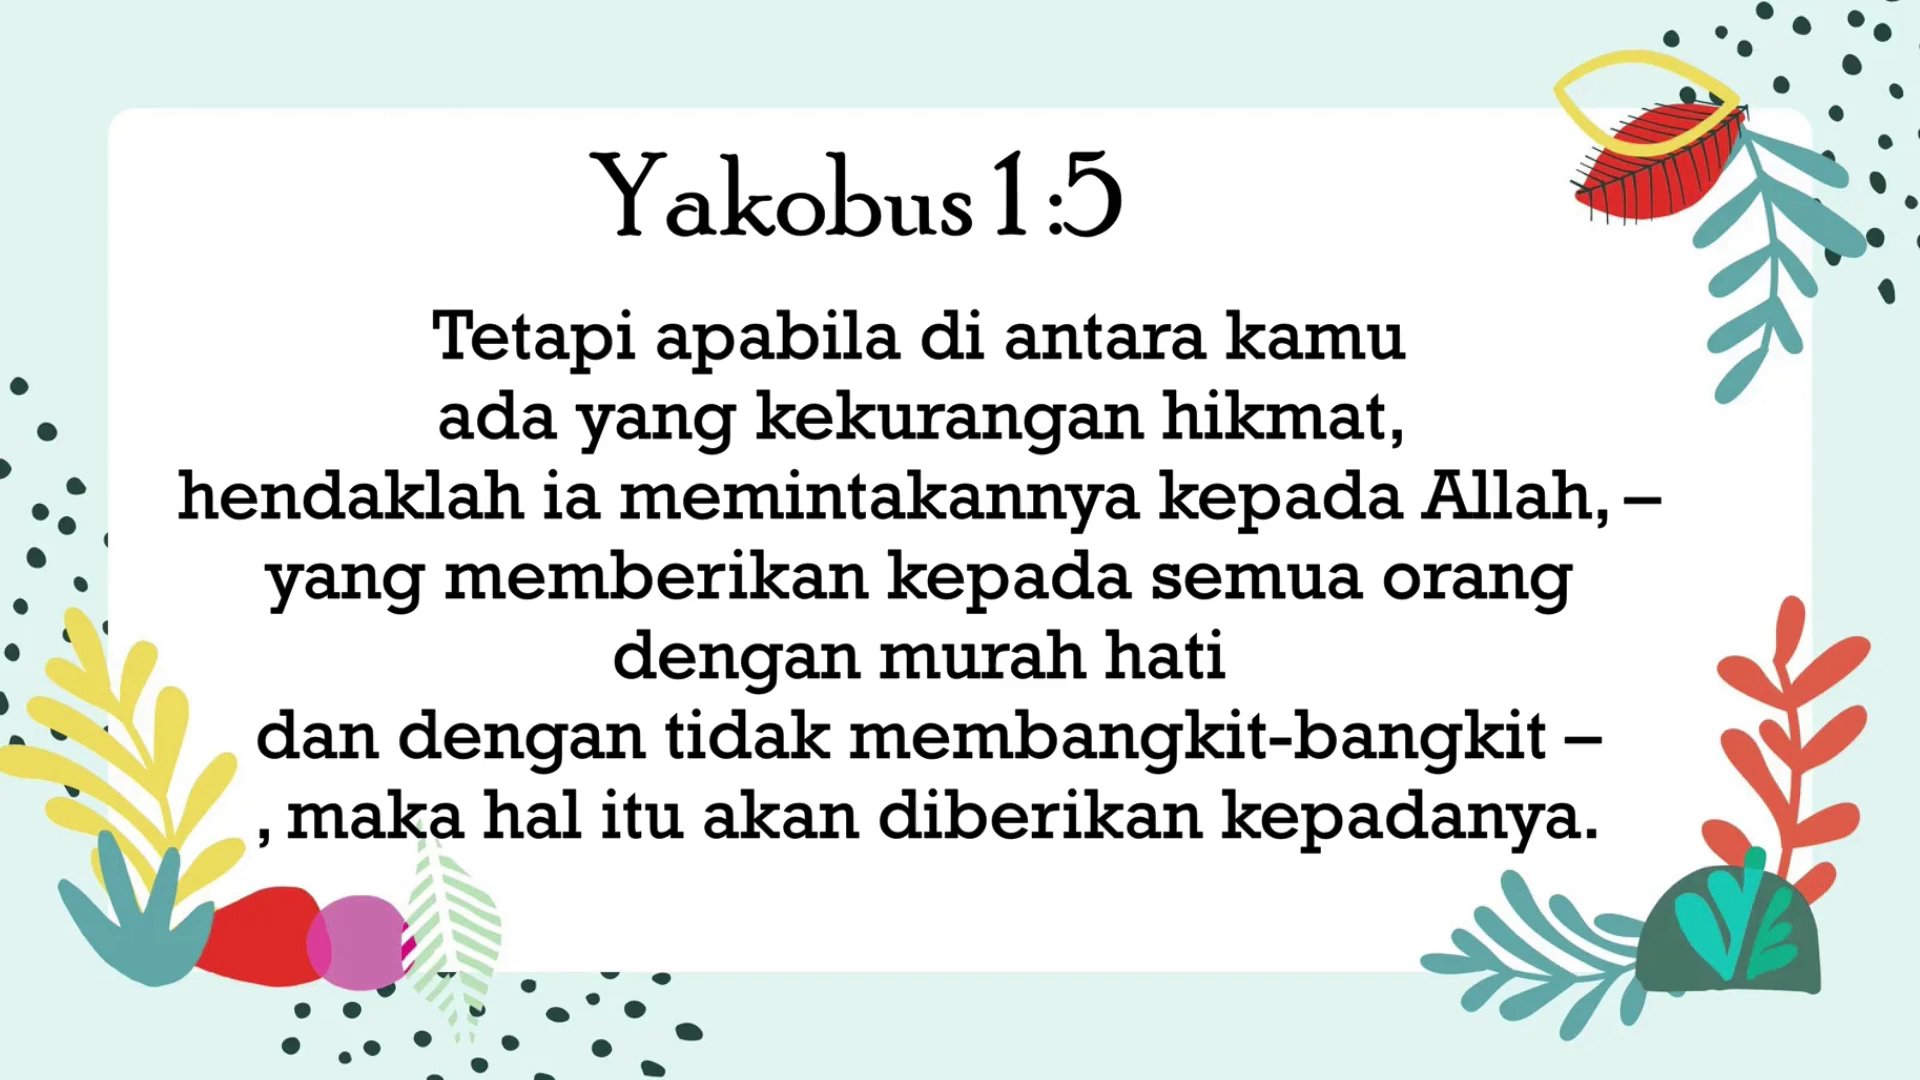 Yakobus 1:5
Tetapi apabila di antara kamu
ada yang kekurangan hikmat,
hendaklah ia memintakannya kepada Allah, –
yang memberikan kepada semua orang
dengan murah hati
dan dengan tidak membangkit-bangkit –
, maka hal itu akan diberikan kepadanya.